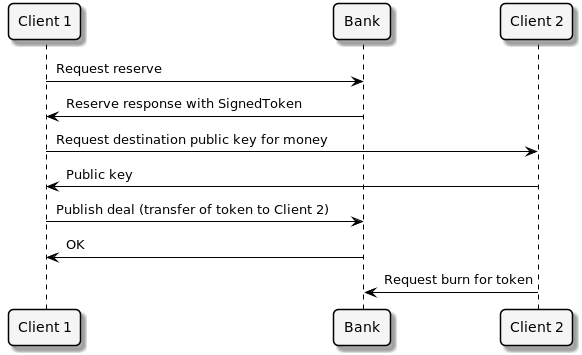 Client 1
Bank
Client 2
Request reserve
Reserve response with SignedToken
Request destination public key for money
Public key
Publish deal (transfer of token to Client 2)
OK
Request burn for token
Client 1
Bank
Client 2